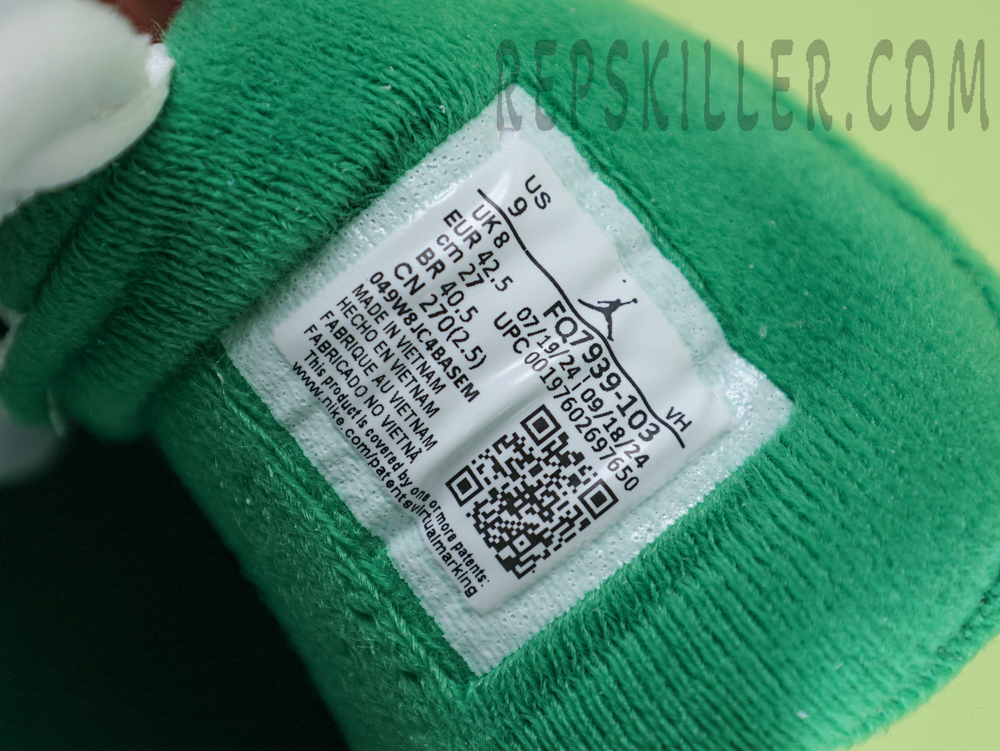 REPSKILLER.COM
US
9
UK 8
EUR 42.5
cm 27
BR 40.5
CN 270(2.5)
049W8JC4BASEM
MADE IN VIETNAM
HECHO EN VIETNAM
FABRIQUE AU VIETNAM
FABRICADO NO VIETNÃ
This product is covered by one or more patents:
www.nike.com/patentsvirtualmarking
FQ7939-103
07/19/24 | 09/18/24
UPC 00197602697650
VH